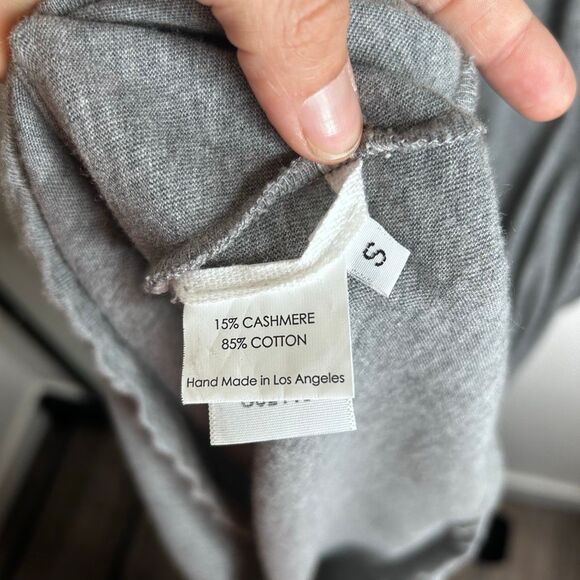 S
15% CASHMERE
85% COTTON
Hand Made in Los Angeles